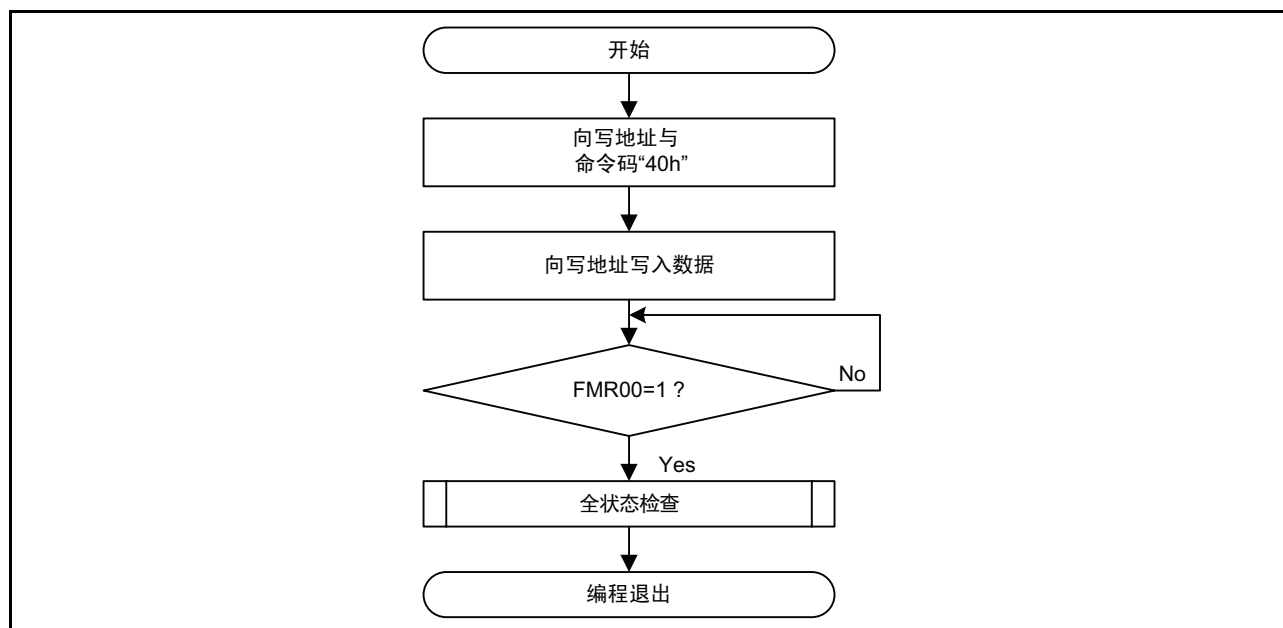 开始
向写地址与
命令码“40h”
向写地址写入数据
FMR00=1 ?
No
Yes
全状态检查
编程退出